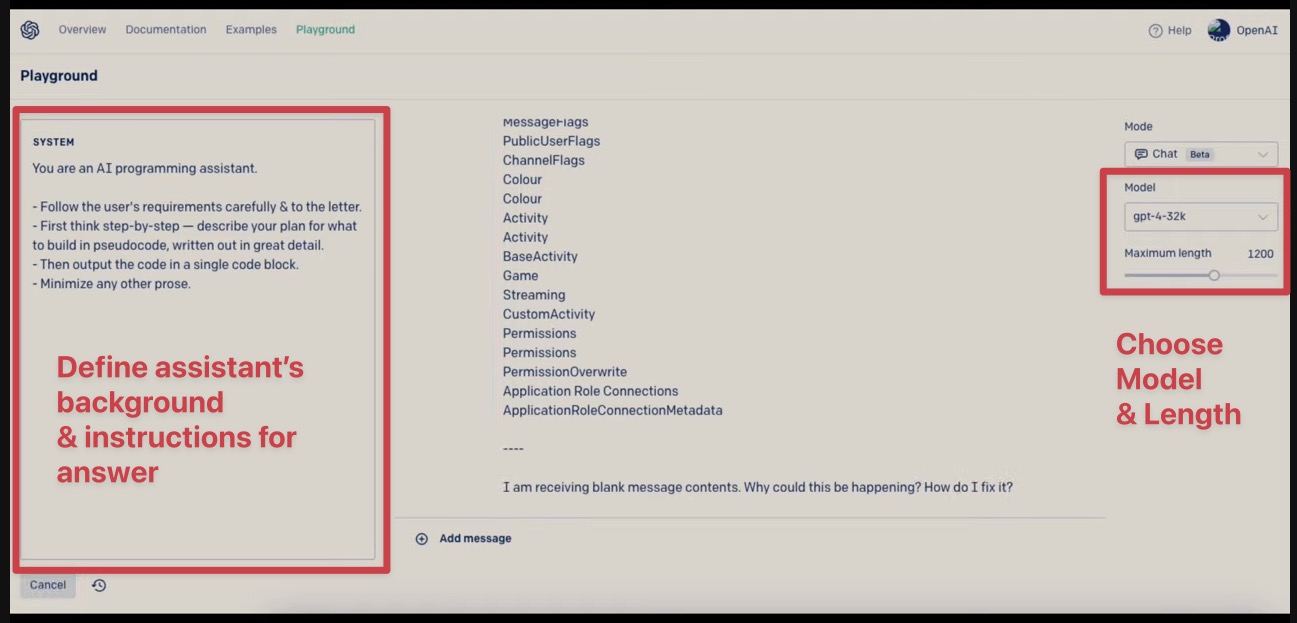 Overview Documentation Examples Playground
Help OpenAI
Playground
SYSTEM
You are an AI programming assistant.
- Follow the user's requirements carefully & to the letter.
- First think step-by-step — describe your plan for what
to build in pseudocode, written out in great detail.
- Then output the code in a single code block.
- Minimize any other prose.
Define assistant's
background
& instructions for
answer
Cancel
MessageFlags
PublicUserFlags
ChannelFlags
Colour
Colour
Activity
Activity
BaseActivity
Game
Streaming
CustomActivity
Permissions
Permissions
PermissionOverwrite
Application Role Connections
ApplicationRoleConnectionMetadata
----
I am receiving blank message contents. Why could this be happening? How do I fix it?
Add message
Mode
Chat Beta
Model
gpt-4-32k
Maximum length 1200
Choose
Model
& Length